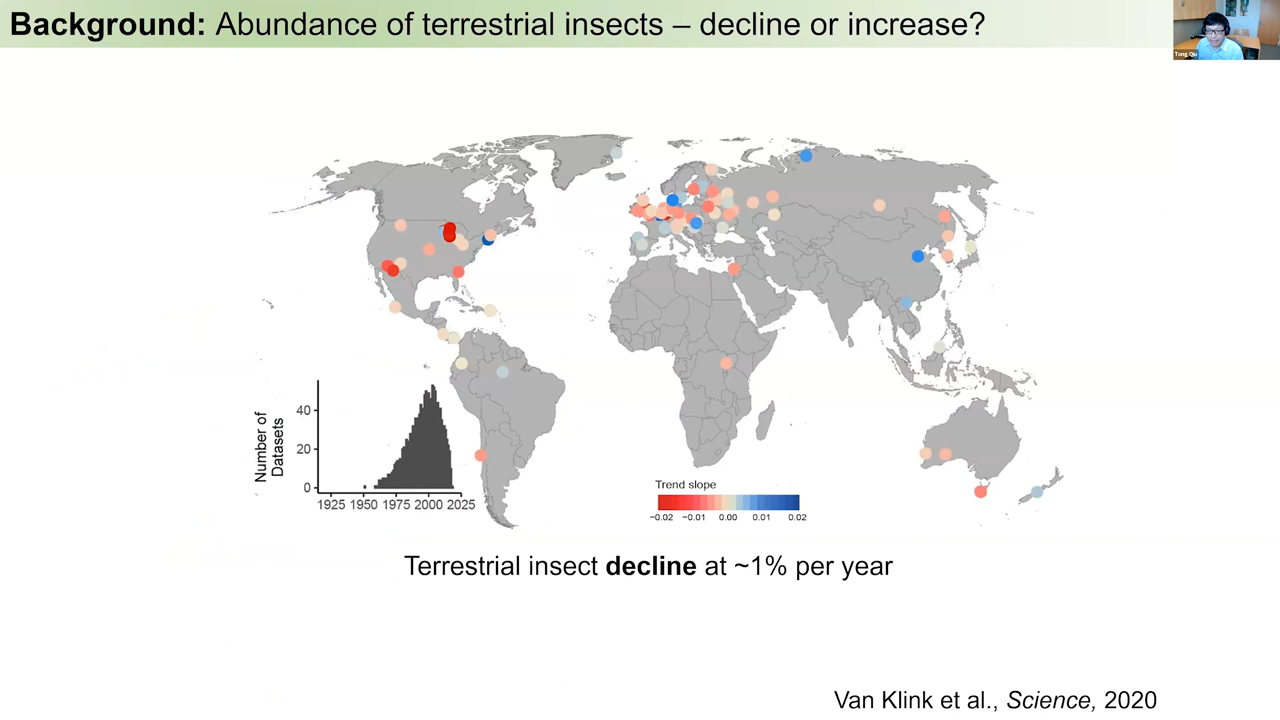 Background: Abundance of terrestrial insects – decline or increase?
Tong Qiu
Number of
Datasets
40
20
0
1925 1950 1975 2000 2025
Trend slope
−0.02 −0.01 0.00 0.01 0.02
Terrestrial insect decline at ~1% per year
Van Klink et al., Science, 2020